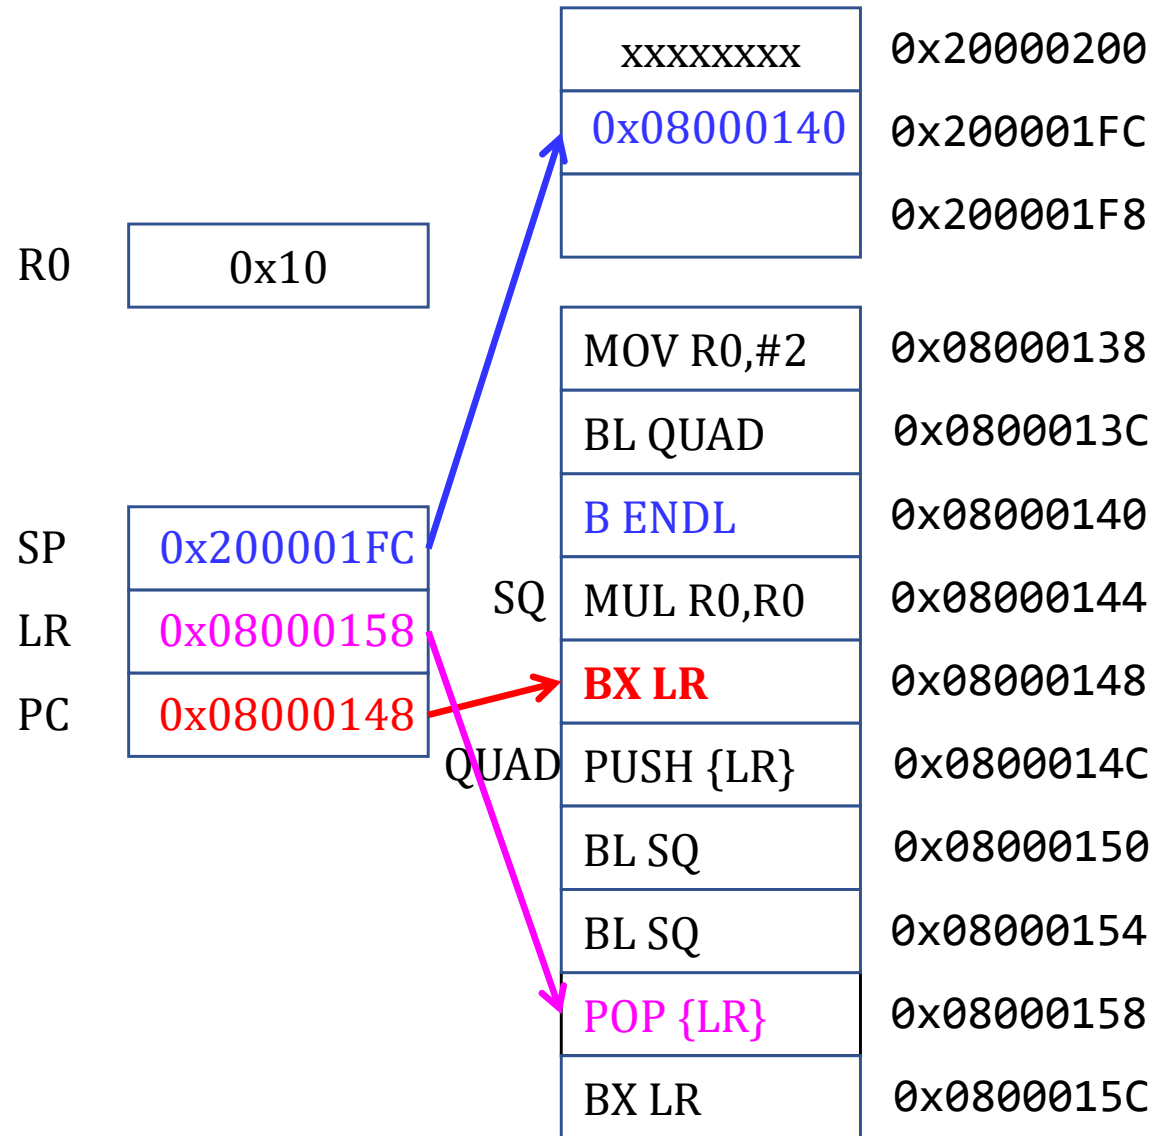 xxxxxxxx 0x20000200
0x08000140 0x200001FC
0x200001F8
R0 0x10
MOV R0,#2 0x08000138
BL QUAD 0x0800013C
B ENDL 0x08000140
SP 0x200001FC
SQ MUL R0,R0 0x08000144
LR 0x08000158
BX LR 0x08000148
PC 0x08000148
QUAD PUSH {LR} 0x0800014C
BL SQ 0x08000150
BL SQ 0x08000154
POP {LR} 0x08000158
BX LR 0x0800015C